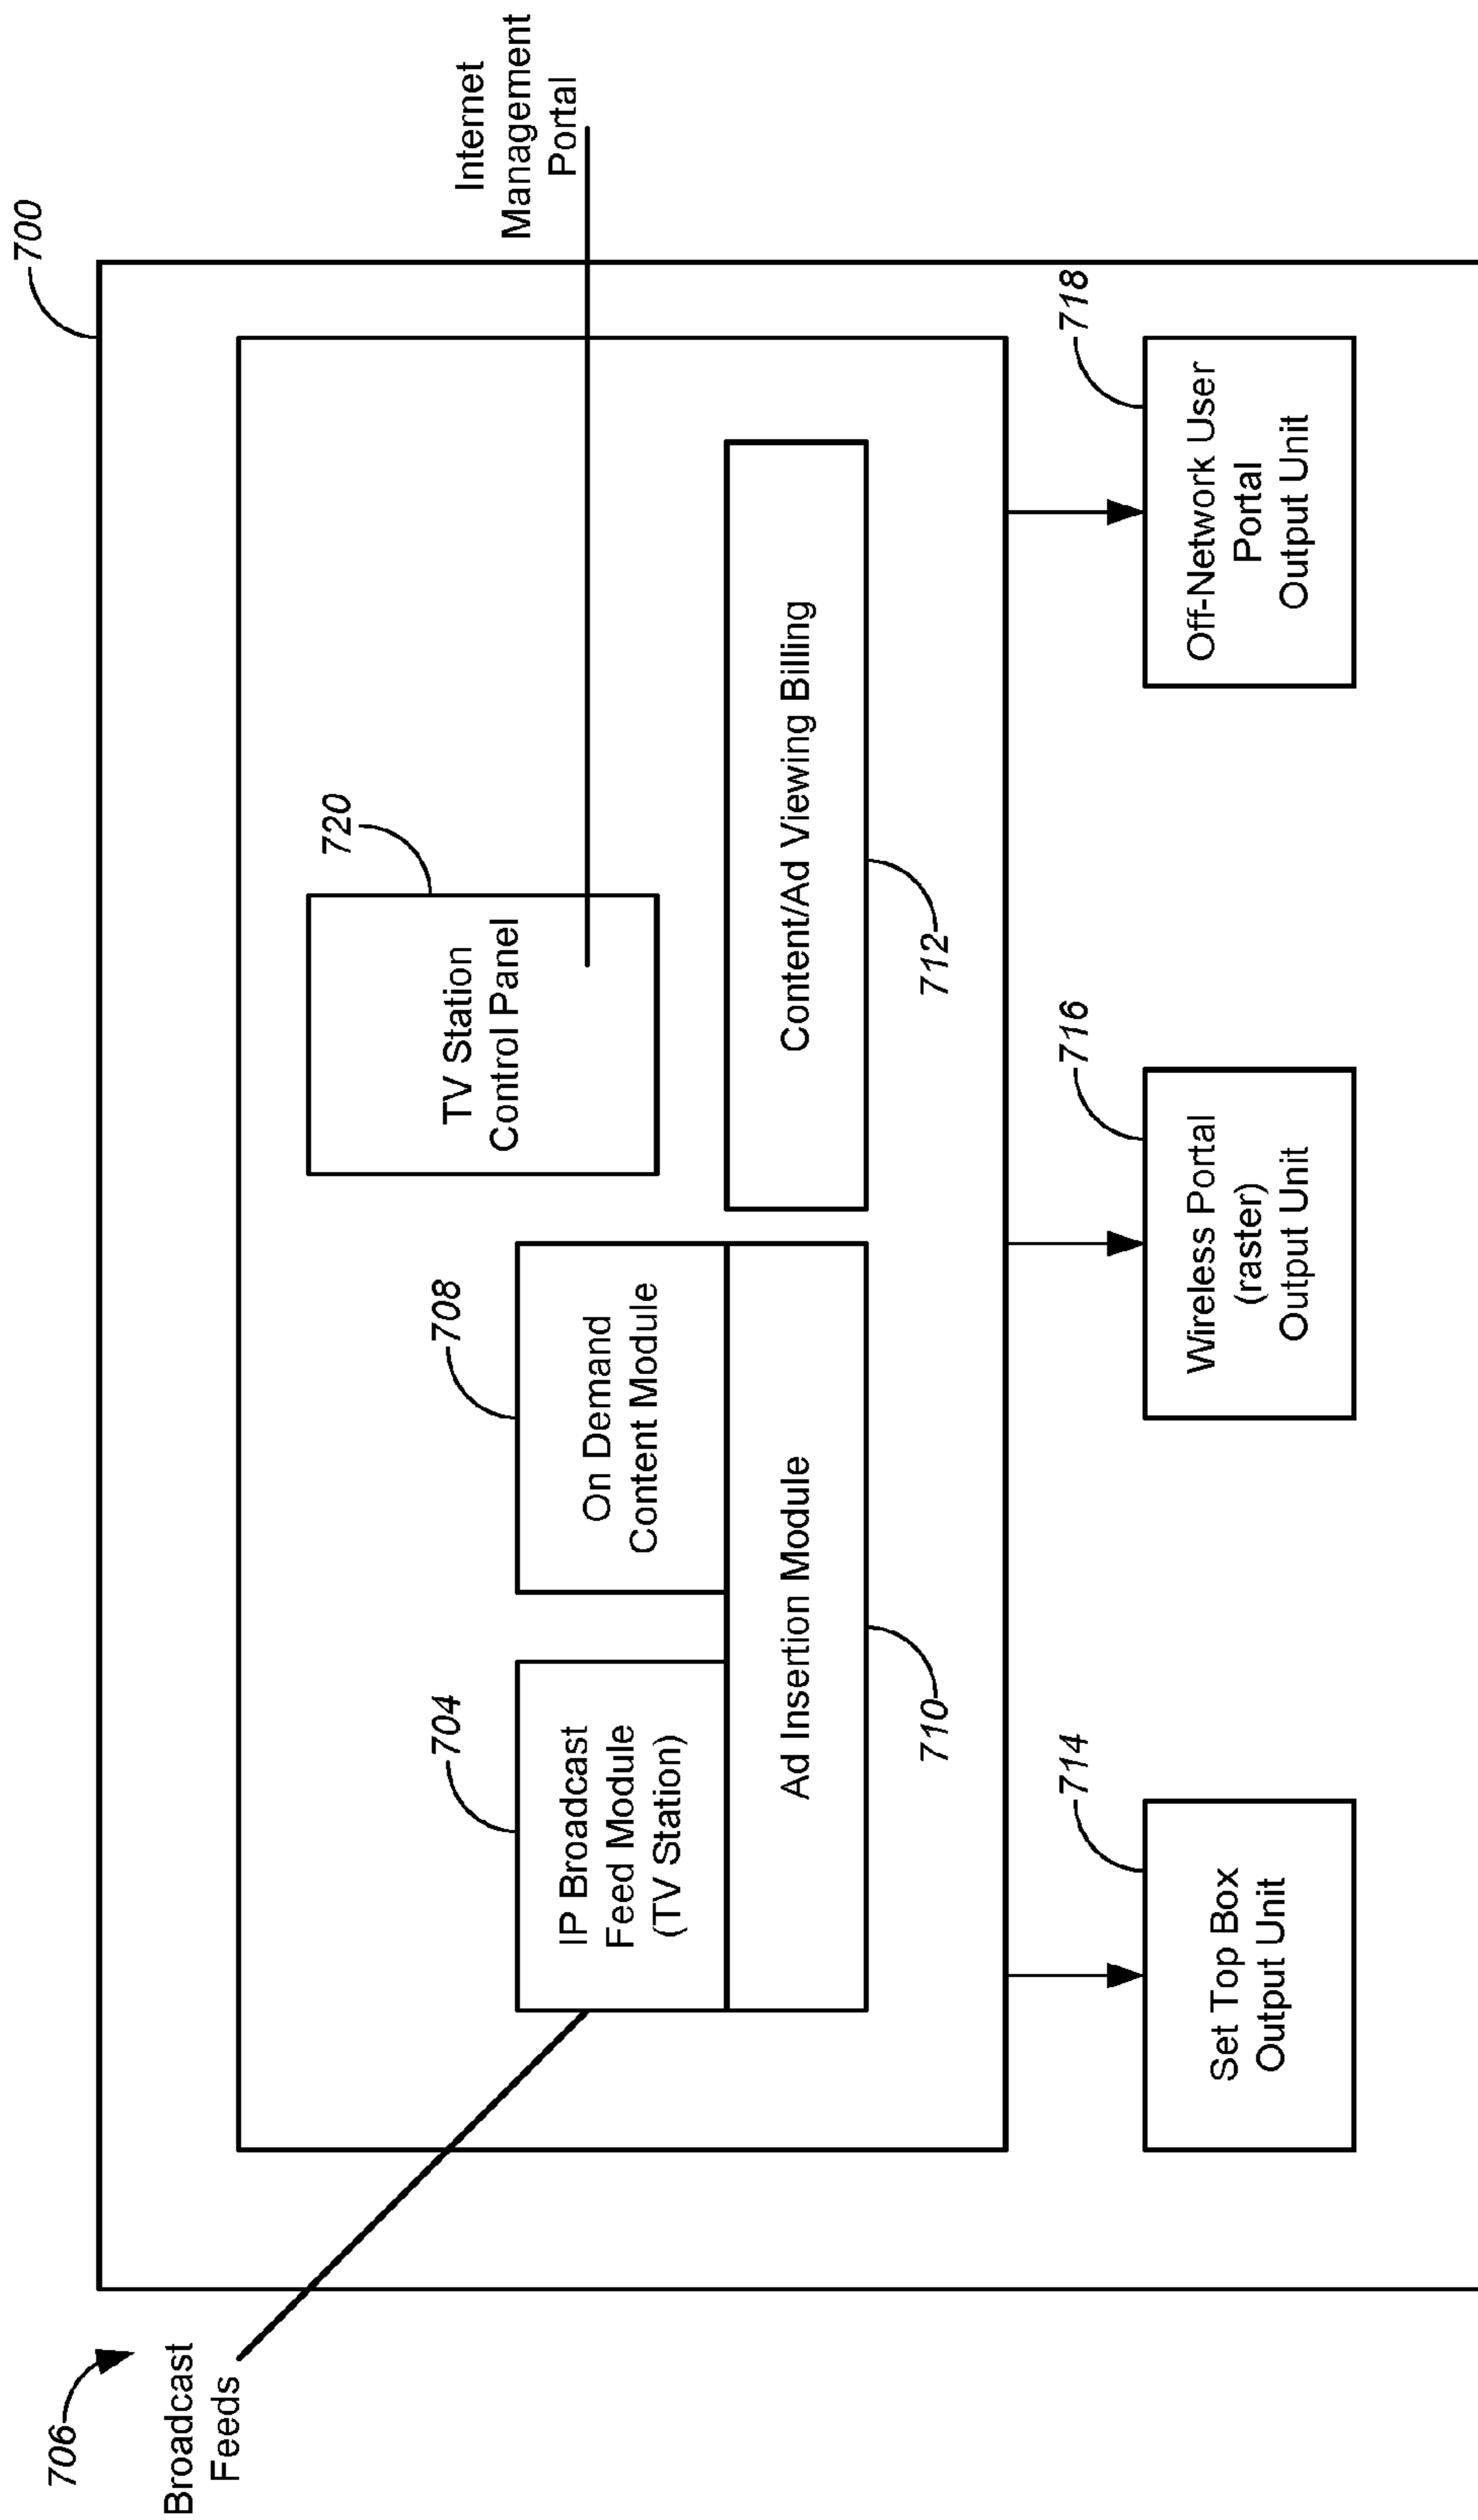 700
706
Broadcast
Feeds
Internet
Management
Portal
720
TV Station
Control Panel
704
IP Broadcast
Feed Module
(TV Station)
708
On Demand
Content Module
Ad Insertion Module
710
Content/Ad Viewing Billing
712
714
Set Top Box
Output Unit
716
Wireless Portal
(raster)
Output Unit
718
Off-Network User
Portal
Output Unit